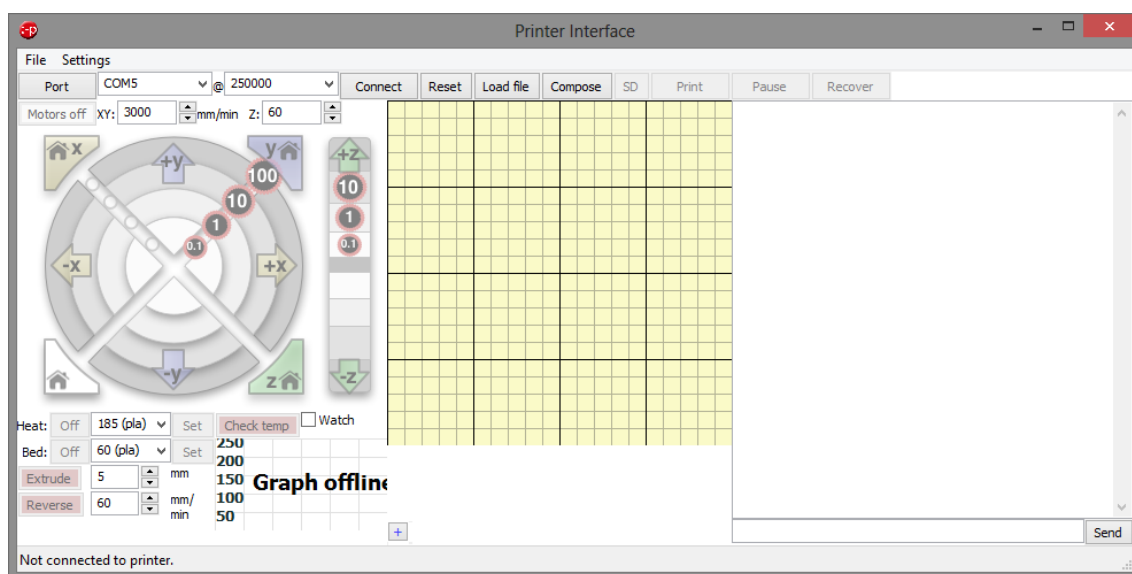 Printer Interface
File Settings
Port COM5 @ 250000 Connect Reset Load file Compose SD Print Pause Recover
Motors off XY: 3000 mm/min Z: 60
x +y y +z
100 10
10 1
1 0.1
0.1
-x +x
-y z -z
Heat: Off 185 (pla) Set Check temp Watch
Bed: Off 60 (pla) Set 250
200
Extrude 5 mm 150 Graph offline
Reverse 60 mm/ 100
min 50
+
Send
Not connected to printer.